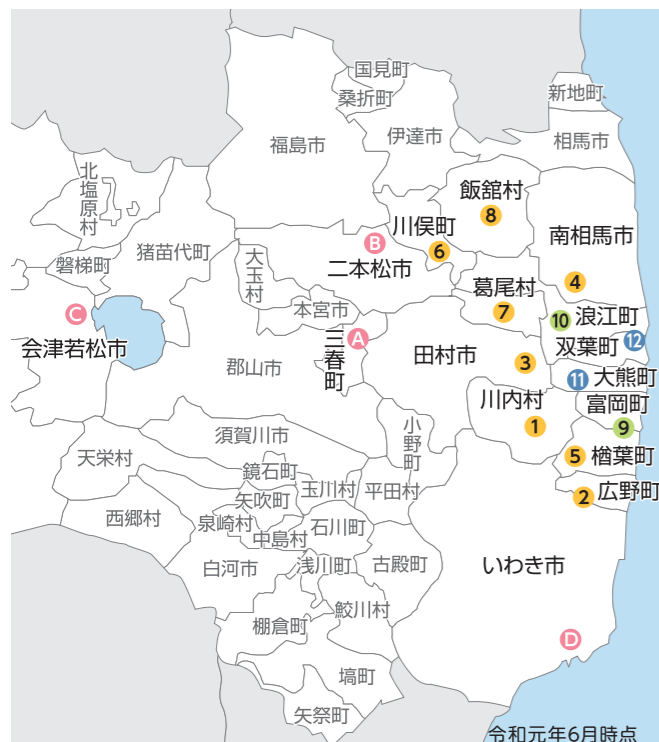 国見町
桑折町
新地町
福島市
伊達市
相馬市
北塩原村
飯舘村
8
川俣町
6
南相馬市
4
猪苗代町
B
二本松市
大玉村
磐梯町
葛尾村
7
10
浪江町
C
本宮市
双葉町
12
会津若松市
A
三春町
田村市
3
11
大熊町
郡山市
川内村
1
富岡町
9
小野町
須賀川市
天栄村
5
楢葉町
鏡石町
玉川村
平田村
2
広野町
矢吹町
西郷村
泉崎村
石川町
中島村
白河市
浅川町
古殿町
いわき市
鮫川村
棚倉町
D
塙町
矢祭町
令和元年6月時点